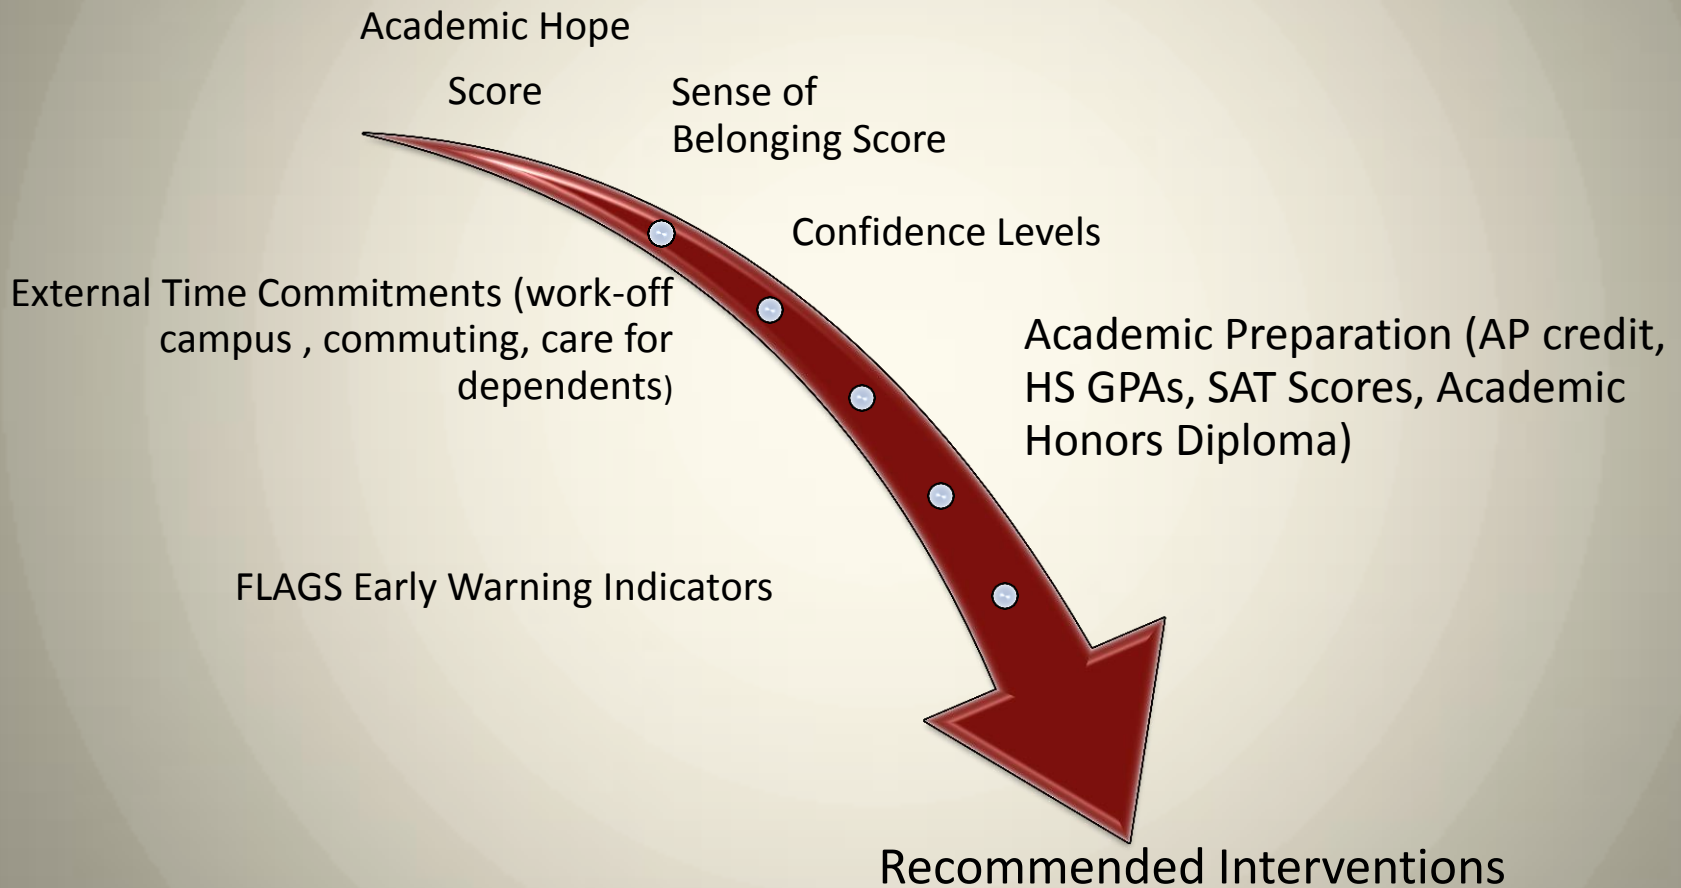 Academic Hope
Score
Sense of
Belonging Score
Confidence Levels
External Time Commitments (work-off
campus , commuting, care for
dependents)
Academic Preparation (AP credit,
HS GPAs, SAT Scores, Academic
Honors Diploma)
FLAGS Early Warning Indicators
Recommended Interventions